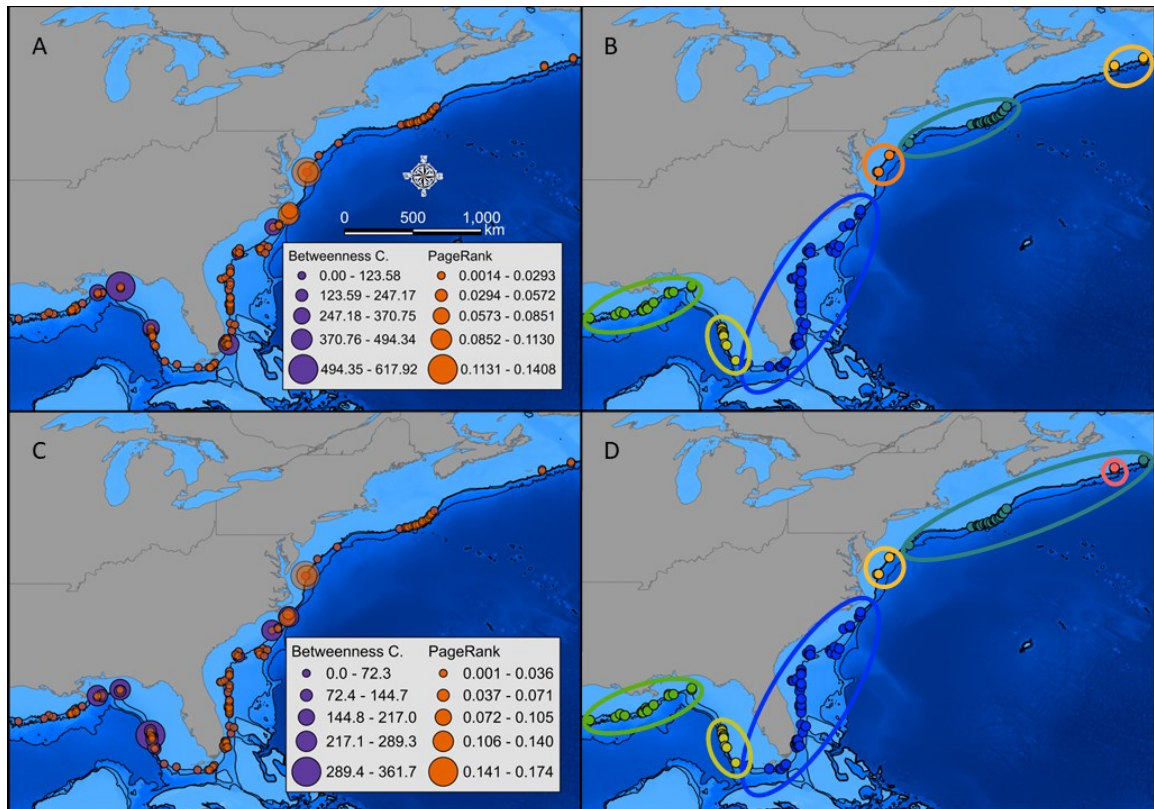 A
B
0 500 1,000
km
Betweenness C. PageRank
0.00 - 123.58 0.0014 - 0.0293
123.59 - 247.17 0.0294 - 0.0572
247.18 - 370.75 0.0573 - 0.0851
370.76 - 494.34 0.0852 - 0.1130
494.35 - 617.92 0.1131 - 0.1408
C
D
Betweenness C. PageRank
0.0 - 72.3 0.001 - 0.036
72.4 - 144.7 0.037 - 0.071
144.8 - 217.0 0.072 - 0.105
217.1 - 289.3 0.106 - 0.140
289.4 - 361.7 0.141 - 0.174